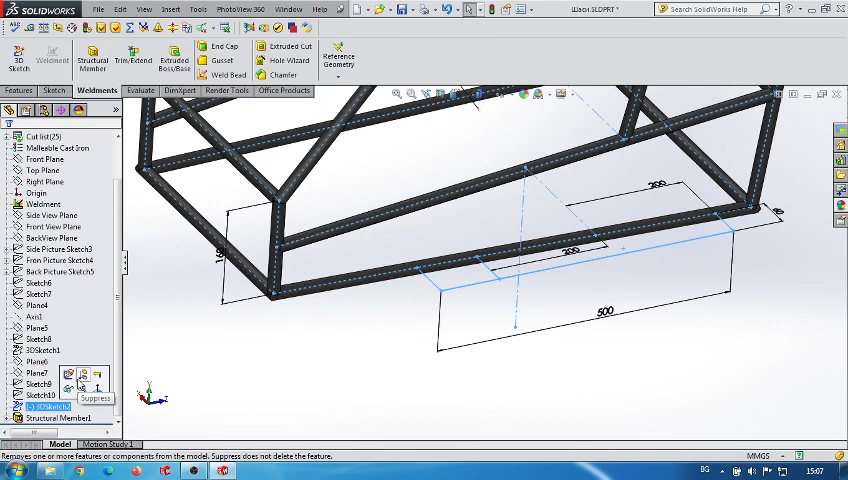 SOLIDWORKS File Edit View Insert Tools PhotoView 360 Window Help Шаси.SLDPRT * Search Knowledge Base
3D Sketch
Weldment
Structural Member
Trim/Extend
Extruded Boss/Base
End Cap
Gusset
Weld Bead
Extruded Cut
Hole Wizard
Chamfer
Reference Geometry
Features Sketch Weldments Evaluate DimXpert Render Tools Office Products
Cut list(25)
Malleable Cast Iron
Front Plane
Top Plane
Right Plane
Origin
Weldment
Side View Plane
Front View Plane
BackView Plane
Side Picture Sketch3
Fron Picture Sketch4
Back Picture Sketch5
Sketch6
Sketch7
Plane4
Axis1
Plane5
Sketch8
3DSketch1
Plane6
Plane7
Sketch9
Sketch10
(-) 3DSketch2
Structural Member1
Suppress
200
200
500
Y
X
Z
Model Motion Study 1
Removes one or more features or components from the model. Suppress does not delete the feature. MMGS
BG 15:07